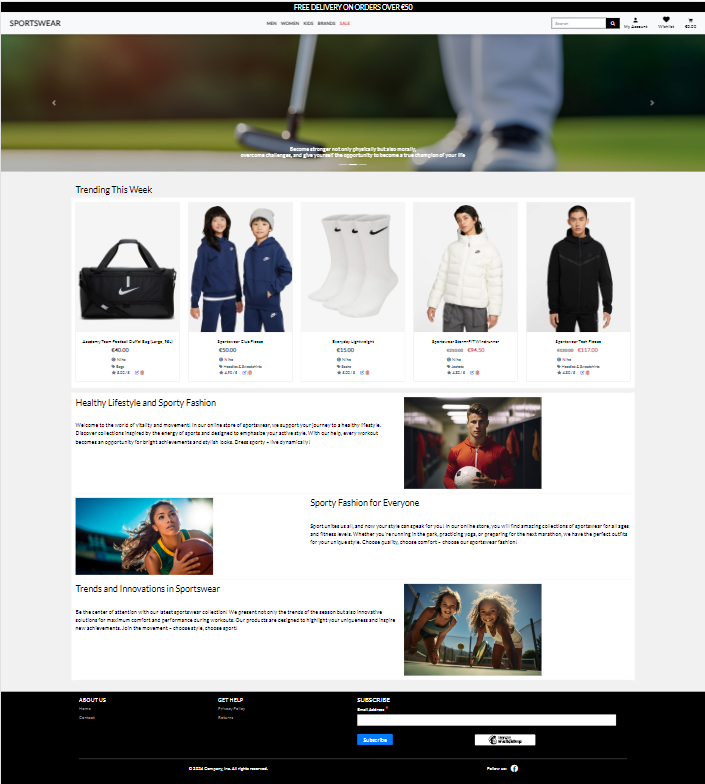 FREE DELIVERY ON ORDERS OVER €50
SPORTSWEAR
MEN WOMEN KIDS BRANDS SALE
Search
My Account
Wishlist
€0.00
Become stronger not only physically but also morally,
overcome challenges, and give yourself the opportunity to become a true champion of your life
Trending This Week
Academy Team Football Duffel Bag (Large, 95L)
€40.00
Nike
Bags
5.00 / 5
Sportswear Club Fleece
€50.00
Nike
Hoodies & Sweatshirts
4.50 / 5
Everyday Lightweight
€15.00
Nike
Socks
5.00 / 5
Sportswear Storm-FIT Windrunner
€94.50
Nike
Jackets
4.50 / 5
Sportswear Tech Fleece
€117.00
Nike
Hoodies & Sweatshirts
4.50 / 5
Healthy Lifestyle and Sporty Fashion
Welcome to the world of vitality and movement! In our online store of sportswear, we support your journey to a healthy lifestyle.
Discover collections inspired by the energy of sports and designed to emphasize your active style. With our help, every workout
becomes an opportunity for bright achievements and stylish looks. Dress sporty – live dynamically!
Sporty Fashion for Everyone
Sport unites us all, and now your style can speak for you! In our online store, you will find amazing collections of sportswear for all ages
and fitness levels. Whether you're running in the park, practicing yoga, or preparing for the next marathon, we have the perfect outfits
for your unique style. Choose quality, choose comfort – choose our sportswear fashion!
Trends and Innovations in Sportswear
Be the center of attention with our latest sportswear collection! We present not only the trends of the season but also innovative
solutions for maximum comfort and performance during workouts. Our products are designed to highlight your uniqueness and inspire
new achievements. Join the movement – choose style, choose sport!
ABOUT US
Home
Contact
GET HELP
Privacy Policy
Returns
SUBSCRIBE
Email Address *
Subscribe
intuit
mailchimp
© 2024 Company, Inc. All rights reserved.
Follow us: